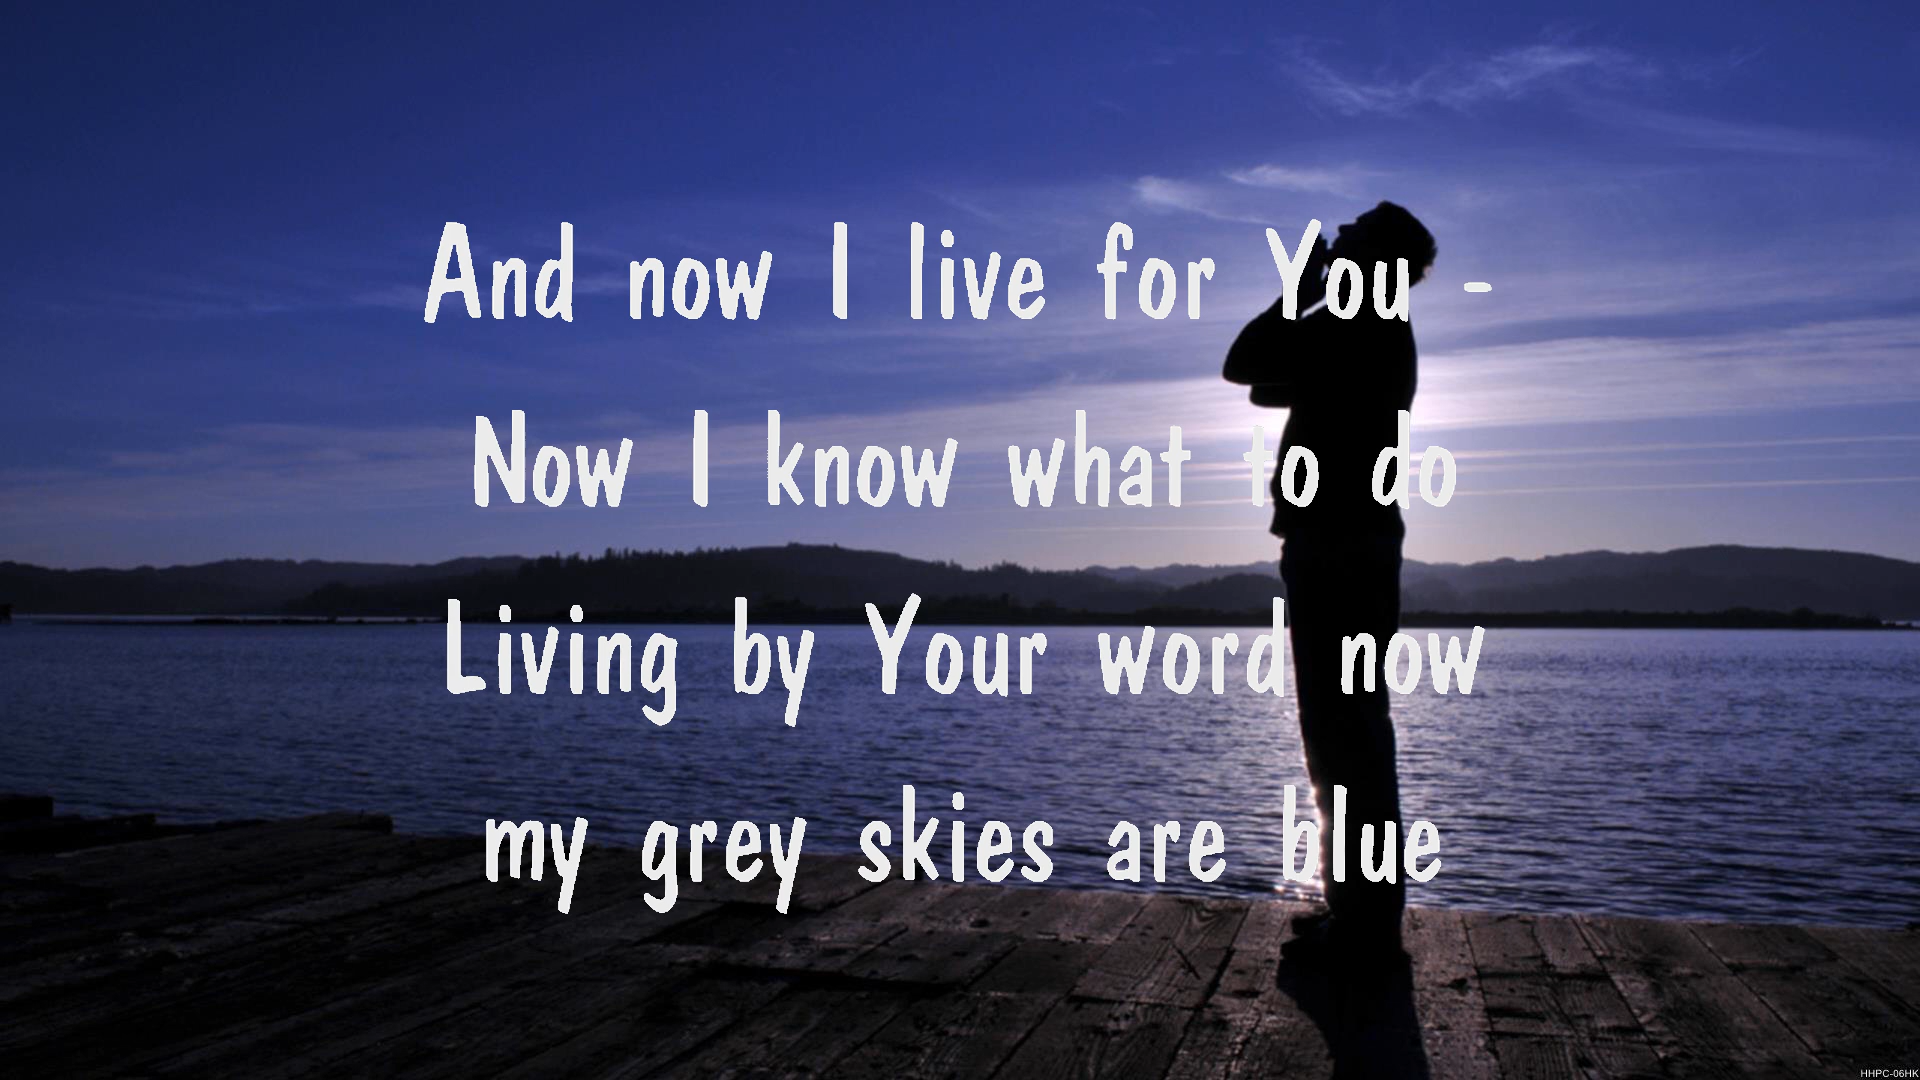 And now I live for You -
Now I know what to do
Living by Your word now
my grey skies are blue
HHPC-06HK